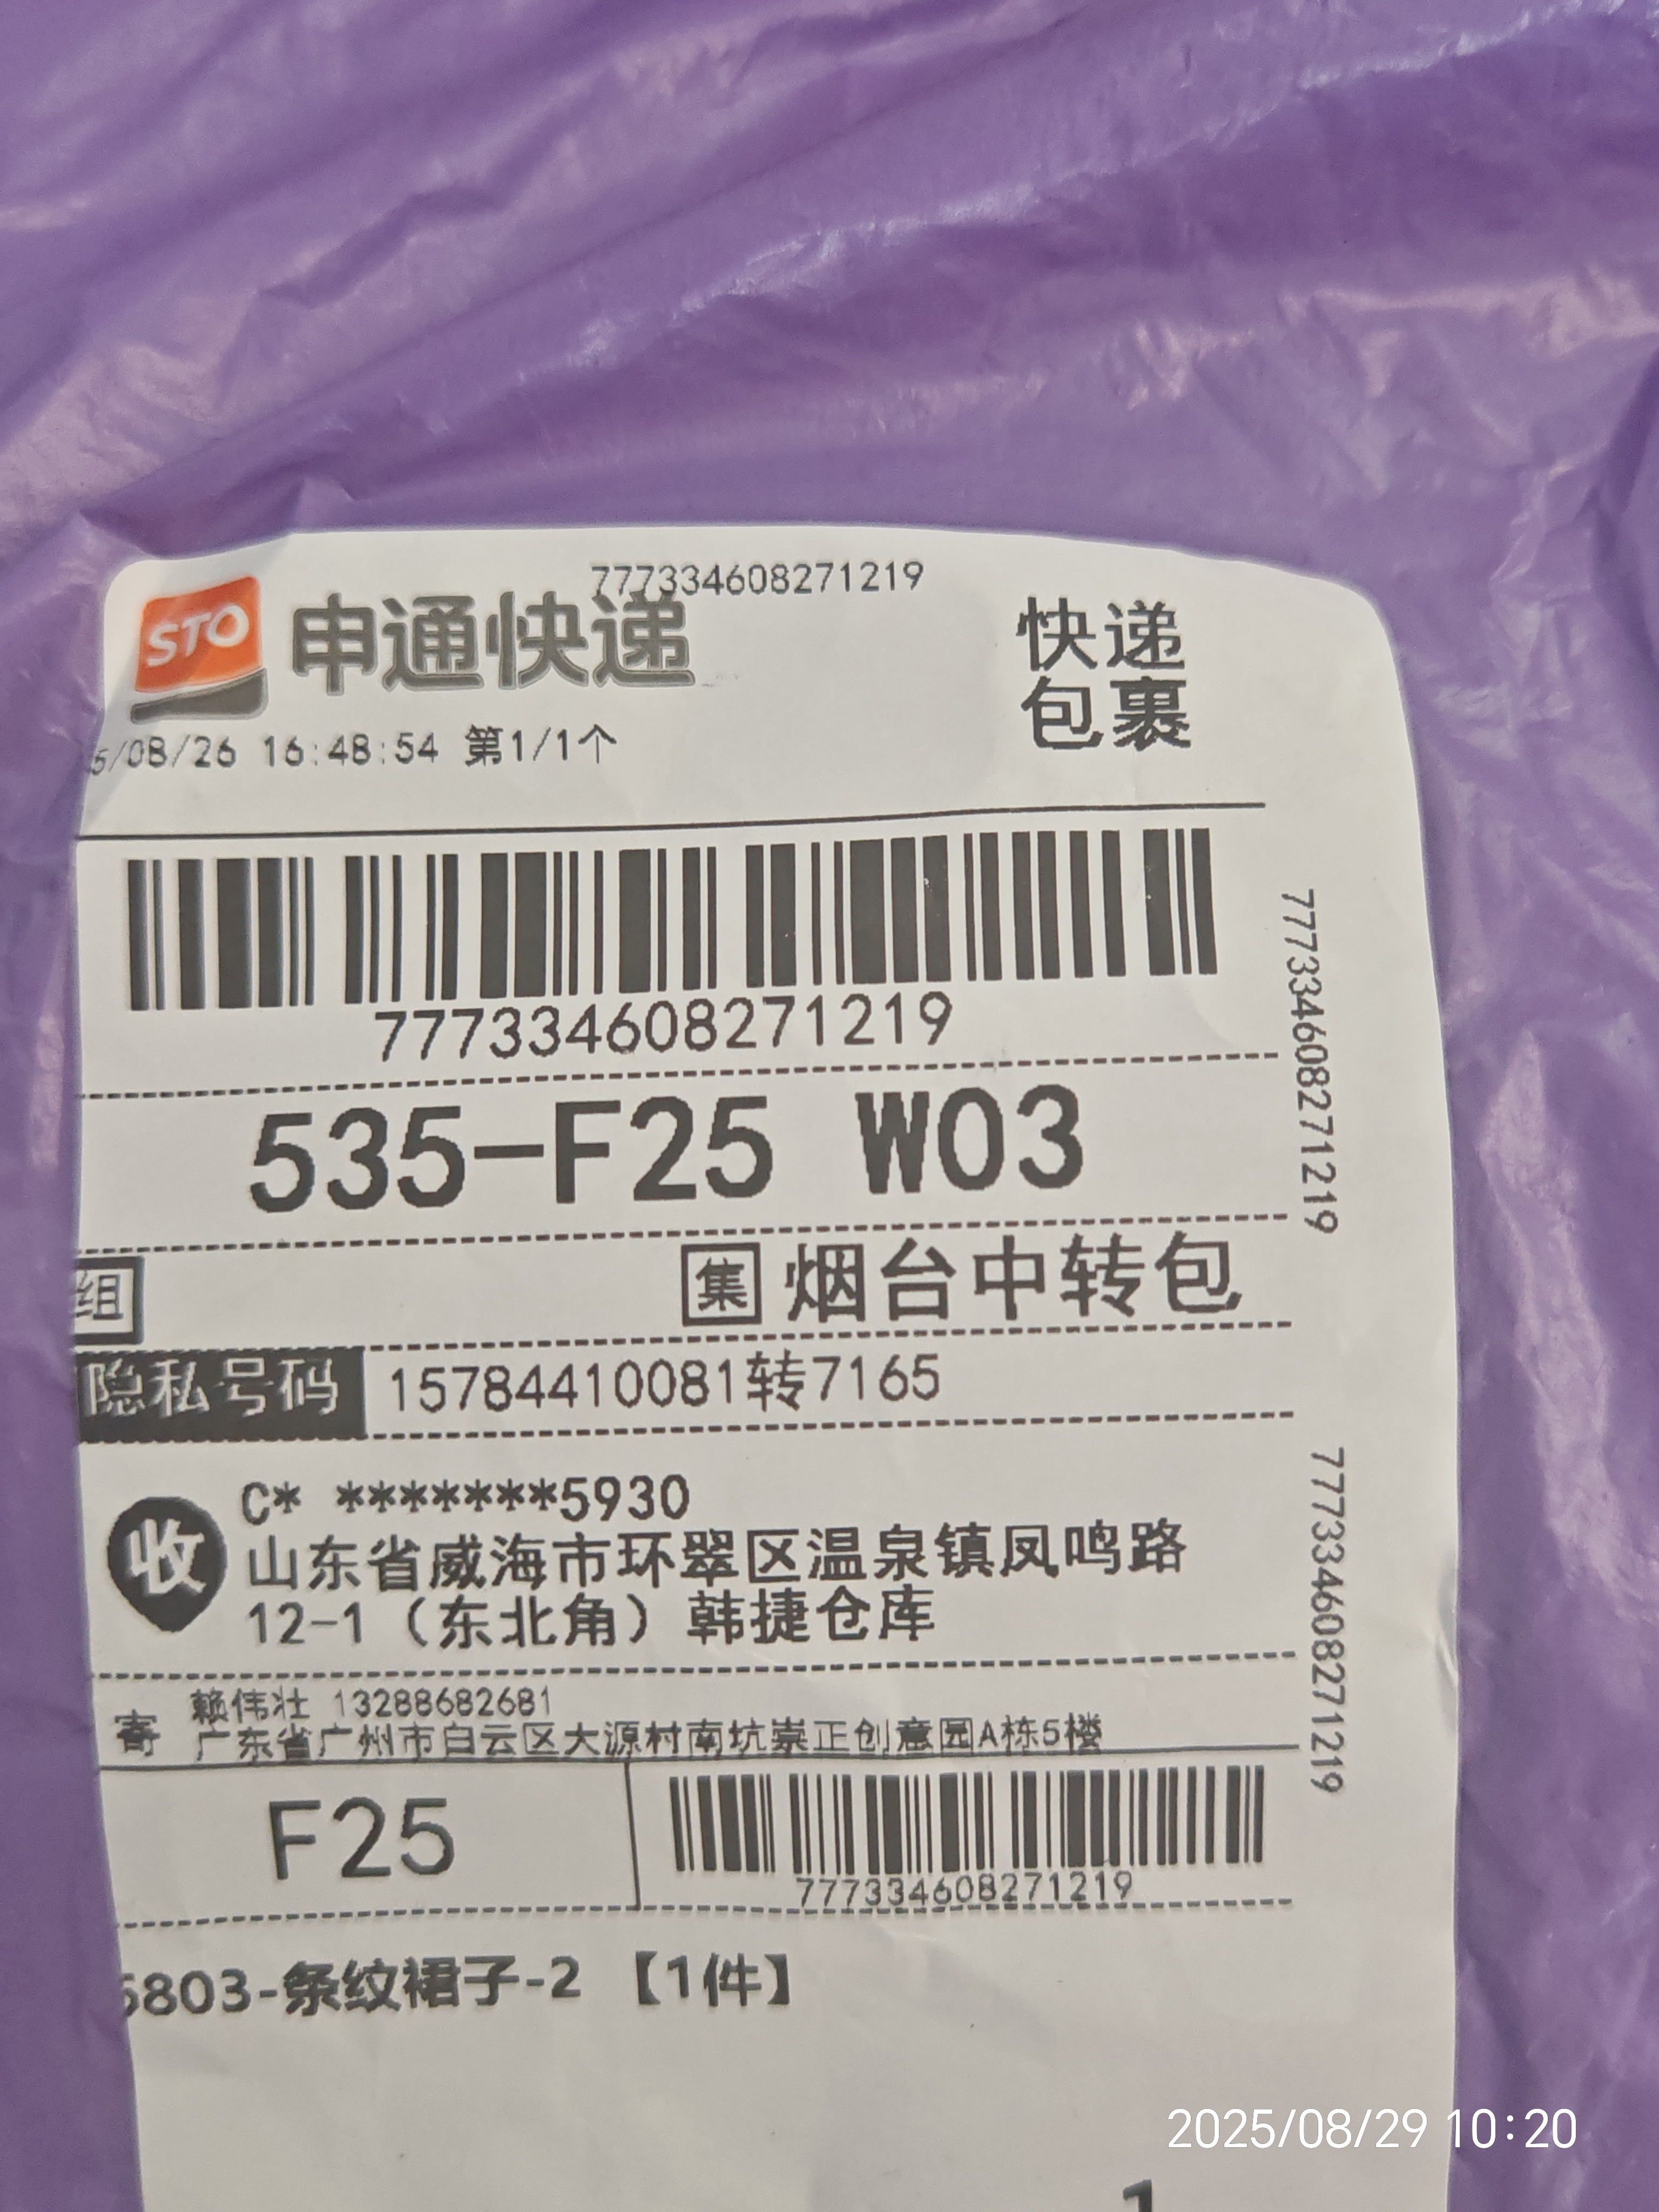 777334608271219
STO 申通快递
快递
包裹
5/08/26 16:48:54 第1/1个
777334608271219
777334608271219
535-F25 W03
组
集 烟台中转包
隐私号码 15784410081转7165
收
C* *******5930
山东省威海市环翠区温泉镇凤鸣路
12-1（东北角）韩捷仓库
777334608271219
寄
赖伟壮 13288682681
广东省广州市白云区大源村南坑崇正创意园A栋5楼
F25
777334608271219
5803-条纹裙子-2 【1件】
2025/08/29 10:20